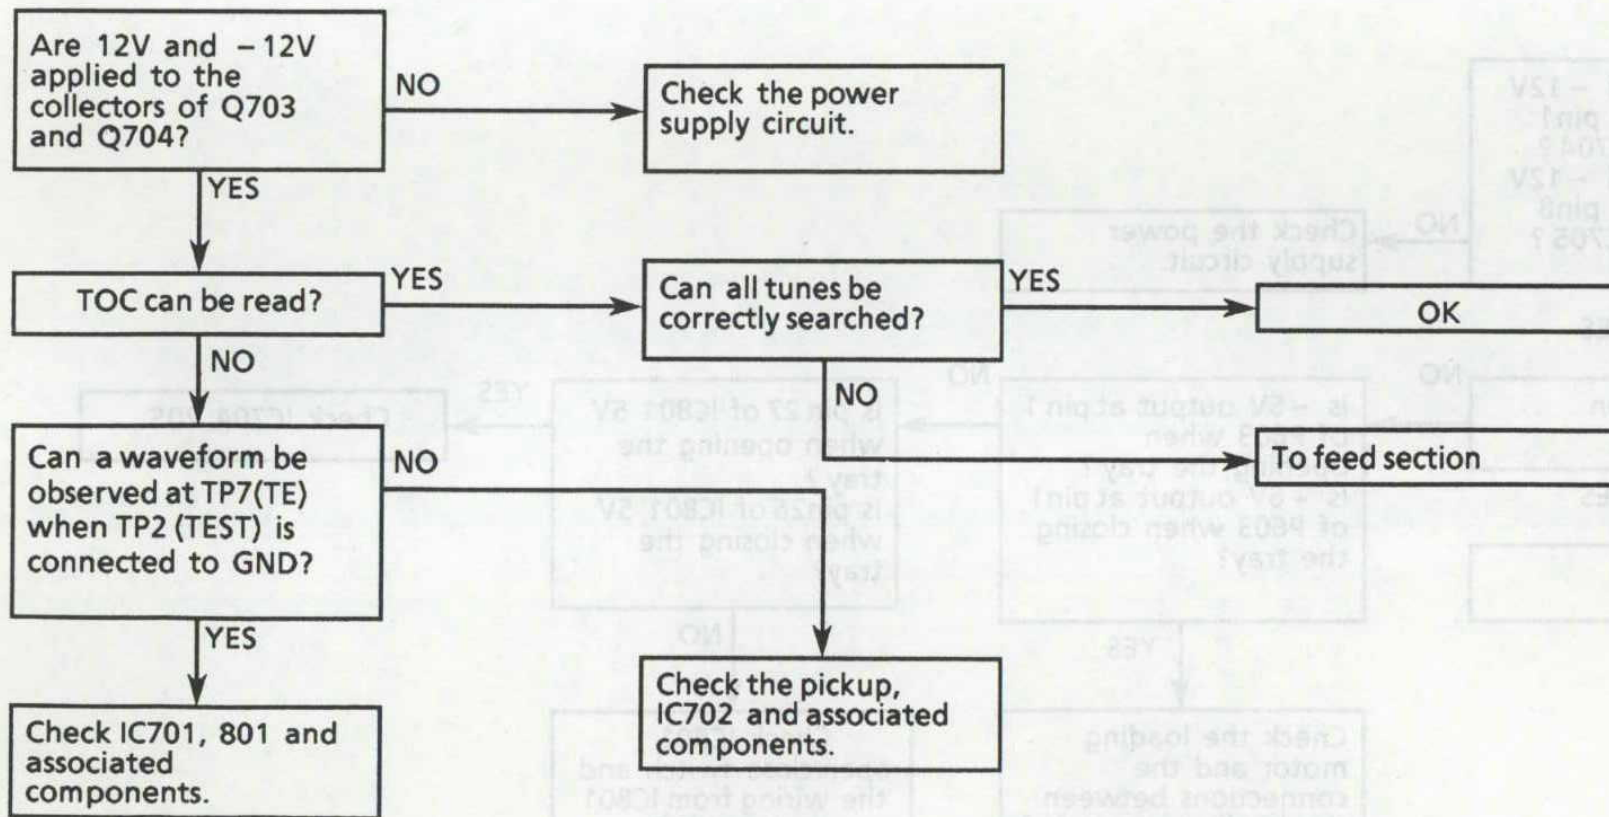 Are 12V and –12V
applied to the
collectors of Q703
and Q704?
NO
Check the power
supply circuit.
YES
TOC can be read?
YES
Can all tunes be
correctly searched?
YES
OK
NO
NO
To feed section
Can a waveform be
observed at TP7(TE)
when TP2 (TEST) is
connected to GND?
NO
YES
Check the pickup,
IC702 and associated
components.
Check IC701, 801 and
associated
components.